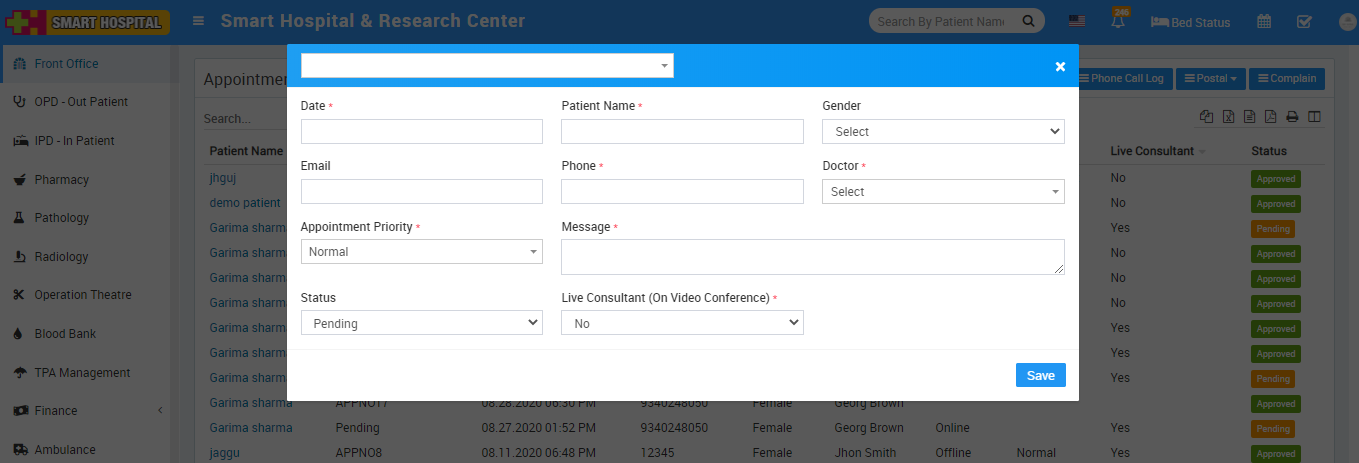 SMART HOSPITAL
Smart Hospital & Research Center
Search By Patient Name
245
Bed Status
Front Office
OPD - Out Patient
IPD - In Patient
Pharmacy
Pathology
Radiology
Operation Theatre
Blood Bank
TPA Management
Finance
Ambulance
Appointmen
Phone Call Log
Postal
Complain
Search...
Patient Name
Live Consultant
Status
Date *
Patient Name *
Gender
Select
Email
Phone *
Doctor *
Select
Appointment Priority *
Message *
Normal
Status
Live Consultant (On Video Conference) *
Pending
No
Save
jhguj No Approved
demo patient No Approved
Garima sharma Yes Pending
Garima sharma No Approved
Garima sharma No Approved
Garima sharma No Approved
Garima sharma Yes Approved
Garima sharma Yes Approved
Garima sharma Yes Pending
Garima sharma APPNO17 08.28.2020 06:30 PM 9340248050 Female Georg Brown Approved
Garima sharma Pending 08.27.2020 01:52 PM 9340248050 Female Georg Brown Online Yes Pending
jaggu APPNO8 08.11.2020 06:48 PM 12345 Female Jhon Smith Offline Normal No Approved